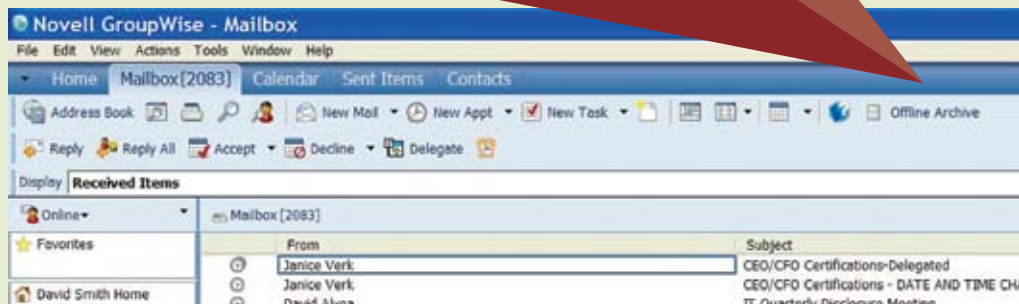 Novell GroupWise - Mailbox
File Edit View Actions Tools Window Help
Home Mailbox [2083] Calendar Sent Items Contacts
Address Book New Mail New Appt New Task Offline Archive
Reply Reply All Accept Decline Delegate
Display Received Items
Online Mailbox [2083]
Favorites From Subject
Janice Verk CEO/CFO Certifications-Delegated
Janice Verk CEO/CFO Certifications - DATE AND TIME CHA
David Smith Home David IT Quarterly Disclosure Meeting